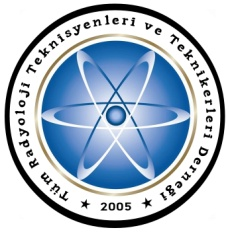 Tüm Radyoloji Teknisyenleri ve Teknikerleri Derneği
★ 2005 ★